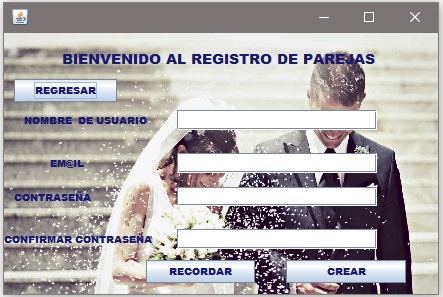 BIENVENIDO AL REGISTRO DE PAREJAS
REGRESAR
NOMBRE DE USUARIO
EM@IL
CONTRASEÑA
CONFIRMAR CONTRASEÑA
RECORDAR
CREAR